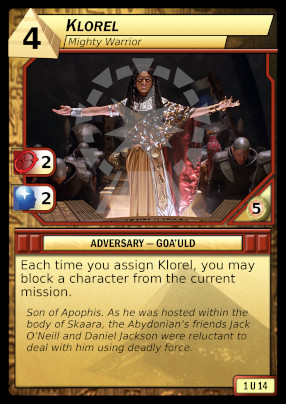 4
KLOREL
Mighty Warrior
2
2
5
ADVERSARY – GOA'ULD
Each time you assign Klorel, you may
block a character from the current
mission.
Son of Apophis. As he was hosted within the
body of Skaara, the Abydonian's friends Jack
O'Neill and Daniel Jackson were reluctant to
deal with him using deadly force.
1 U 14